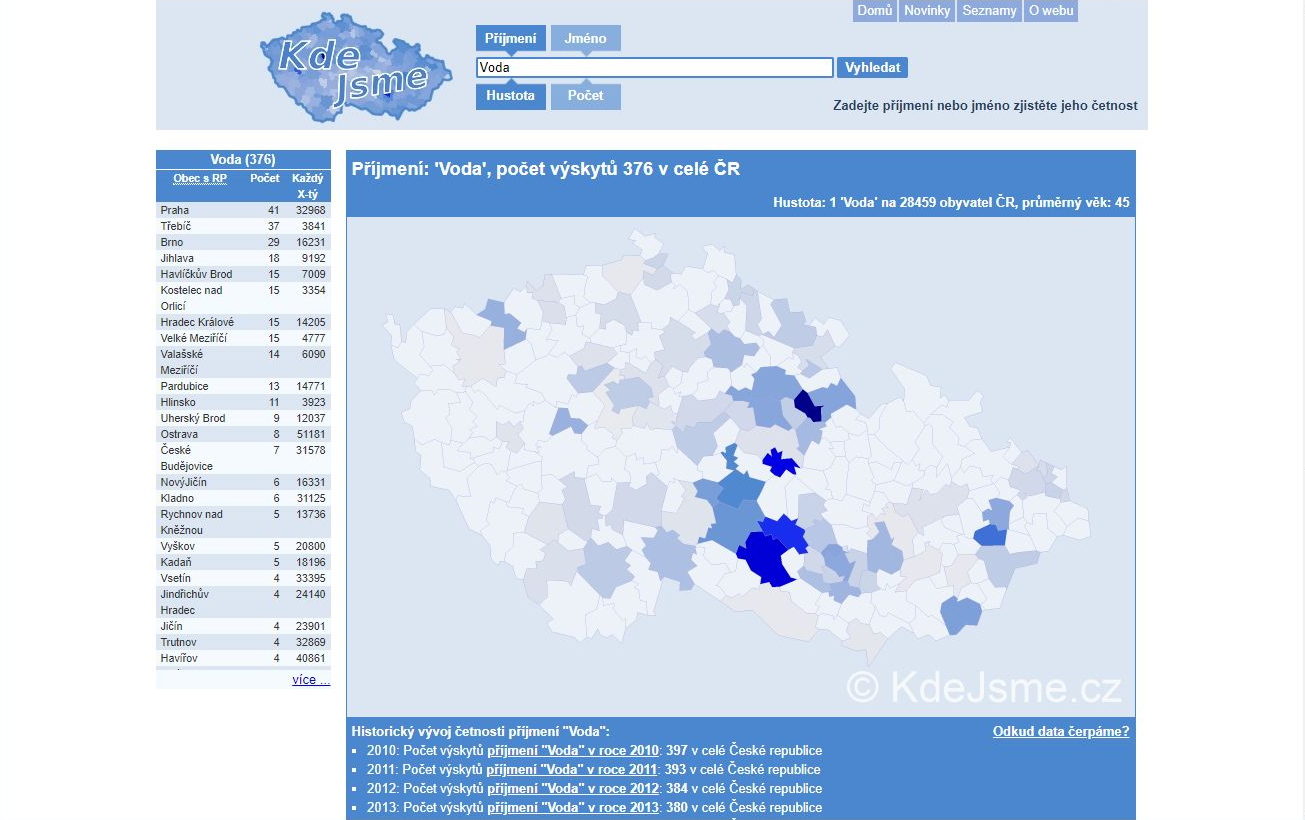 Domů Novinky Seznamy O webu
Kde
Jsme
Příjmení Jméno
Voda Vyhledat
Hustota Počet
Zadejte příjmení nebo jméno zjistěte jeho četnost
Voda (376)
Obec s RP Počet Každý
X-tý
Praha 41 32968
Třebíč 37 3841
Brno 29 16231
Jihlava 18 9192
Havlíčkův Brod 15 7009
Kostelec nad 15 3354
Orlicí
Hradec Králové 15 14205
Velké Meziříčí 15 4777
Valašské 14 6090
Meziříčí
Pardubice 13 14771
Hlinsko 11 3923
Uherský Brod 9 12037
Ostrava 8 51181
České 7 31578
Budějovice
NovýJičín 6 16331
Kladno 6 31125
Rychnov nad 5 13736
Kněžnou
Vyškov 5 20800
Kadaň 5 18196
Vsetín 4 33395
Jindřichův 4 24140
Hradec
Jičín 4 23901
Trutnov 4 32869
Havířov 4 40861
více ...
Příjmení: 'Voda', počet výskytů 376 v celé ČR
Hustota: 1 'Voda' na 28459 obyvatel ČR, průměrný věk: 45
© KdeJsme.cz
Historický vývoj četnosti příjmení "Voda": Odkud data čerpáme?
2010: Počet výskytů příjmení "Voda" v roce 2010: 397 v celé České republice
2011: Počet výskytů příjmení "Voda" v roce 2011: 393 v celé České republice
2012: Počet výskytů příjmení "Voda" v roce 2012: 384 v celé České republice
2013: Počet výskytů příjmení "Voda" v roce 2013: 380 v celé České republice